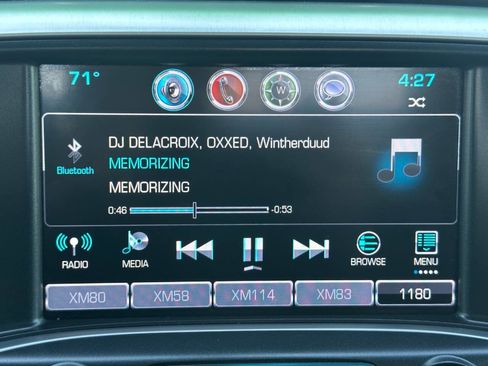 71° 4:27
W
DJ DELACROIX, OXXED, Wintherduud
Bluetooth
MEMORIZING
MEMORIZING
0:46 -0:53
RADIO MEDIA BROWSE MENU
XM80 XM58 XM114 XM83 1180